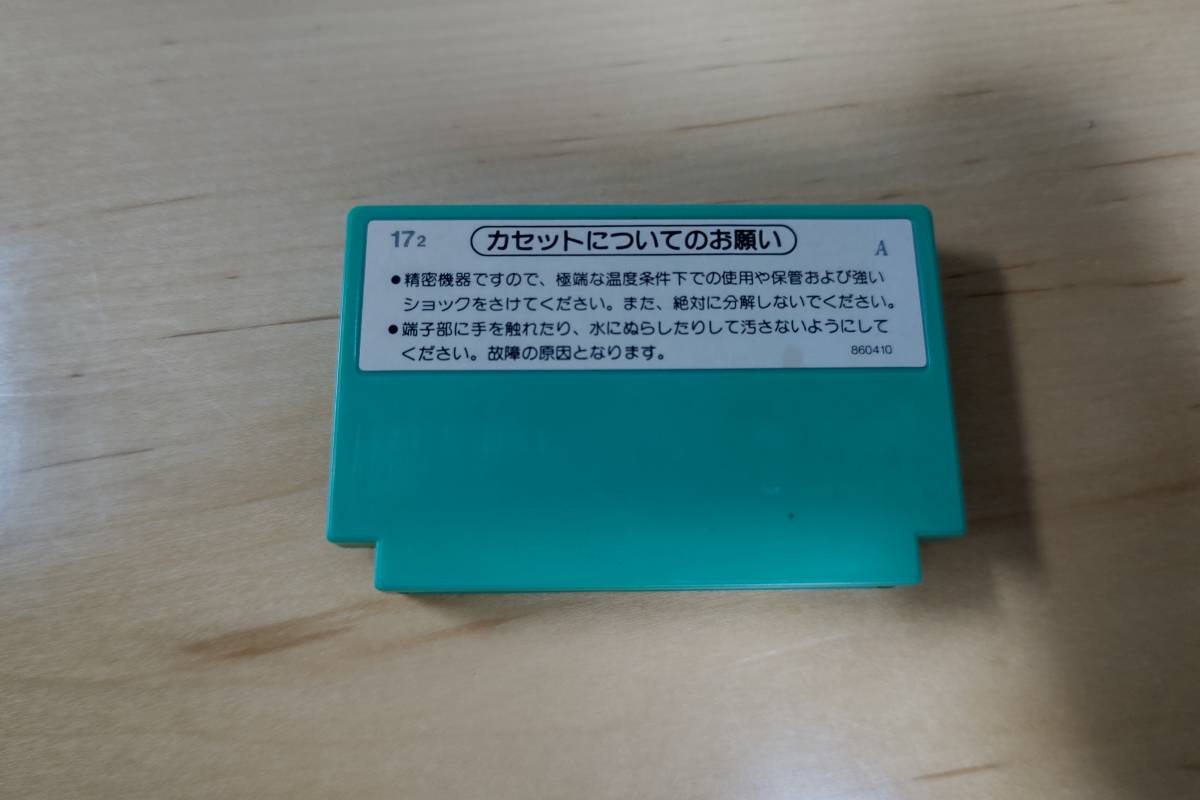 17 2 カセットについてのお願い A
●精密機器ですので、極端な温度条件下での使用や保管および強い
ショックをさけてください。また、絶対に分解しないでください。
●端子部に手を触れたり、水にぬらしたりして汚さないようにして
ください。故障の原因となります。 860410